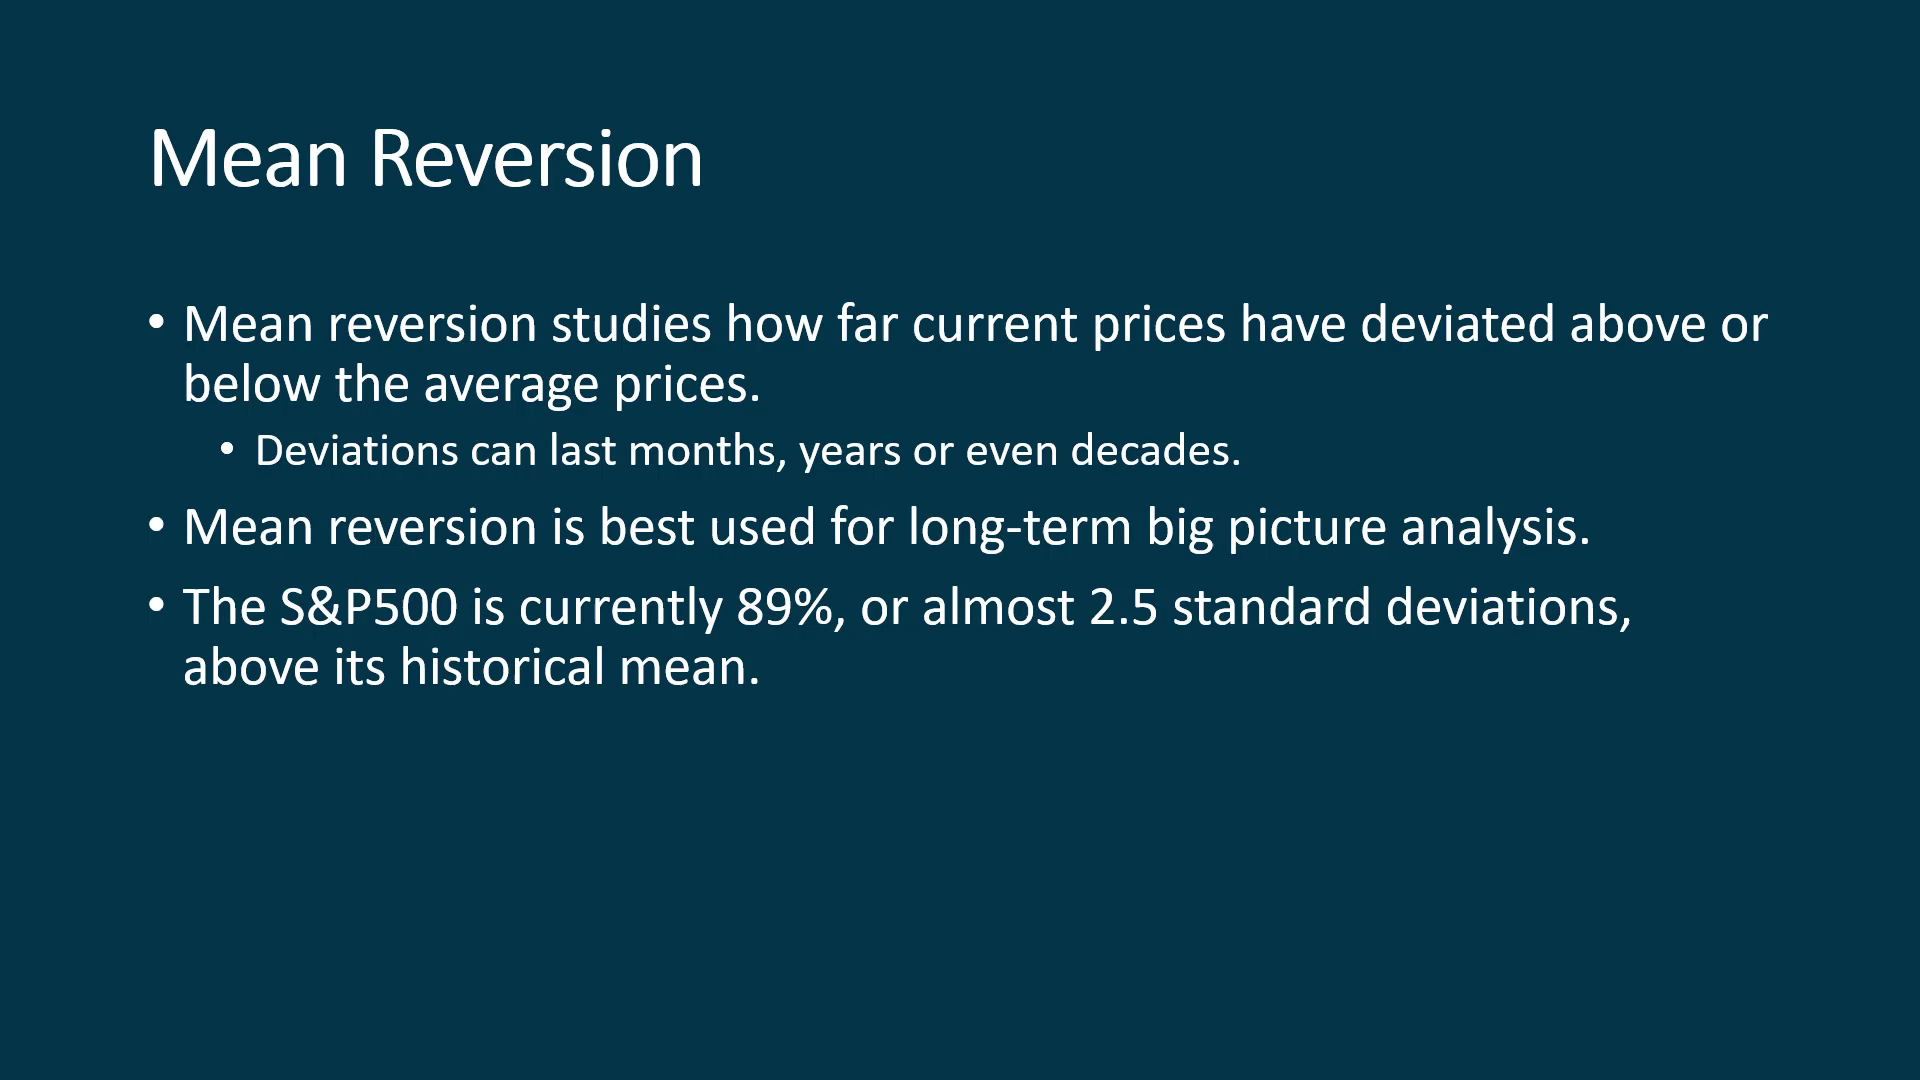 Mean Reversion
• Mean reversion studies how far current prices have deviated above or
below the average prices.
• Deviations can last months, years or even decades.
• Mean reversion is best used for long-term big picture analysis.
• The S&P500 is currently 89%, or almost 2.5 standard deviations,
above its historical mean.